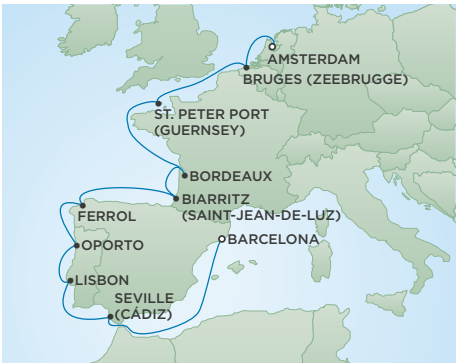 AMSTERDAM
BRUGES (ZEEBRUGGE)
ST. PETER PORT
(GUERNSEY)
BORDEAUX
BIARRITZ
(SAINT-JEAN-DE-LUZ)
FERROL
OPORTO
BARCELONA
LISBON
SEVILLE
(CÁDIZ)